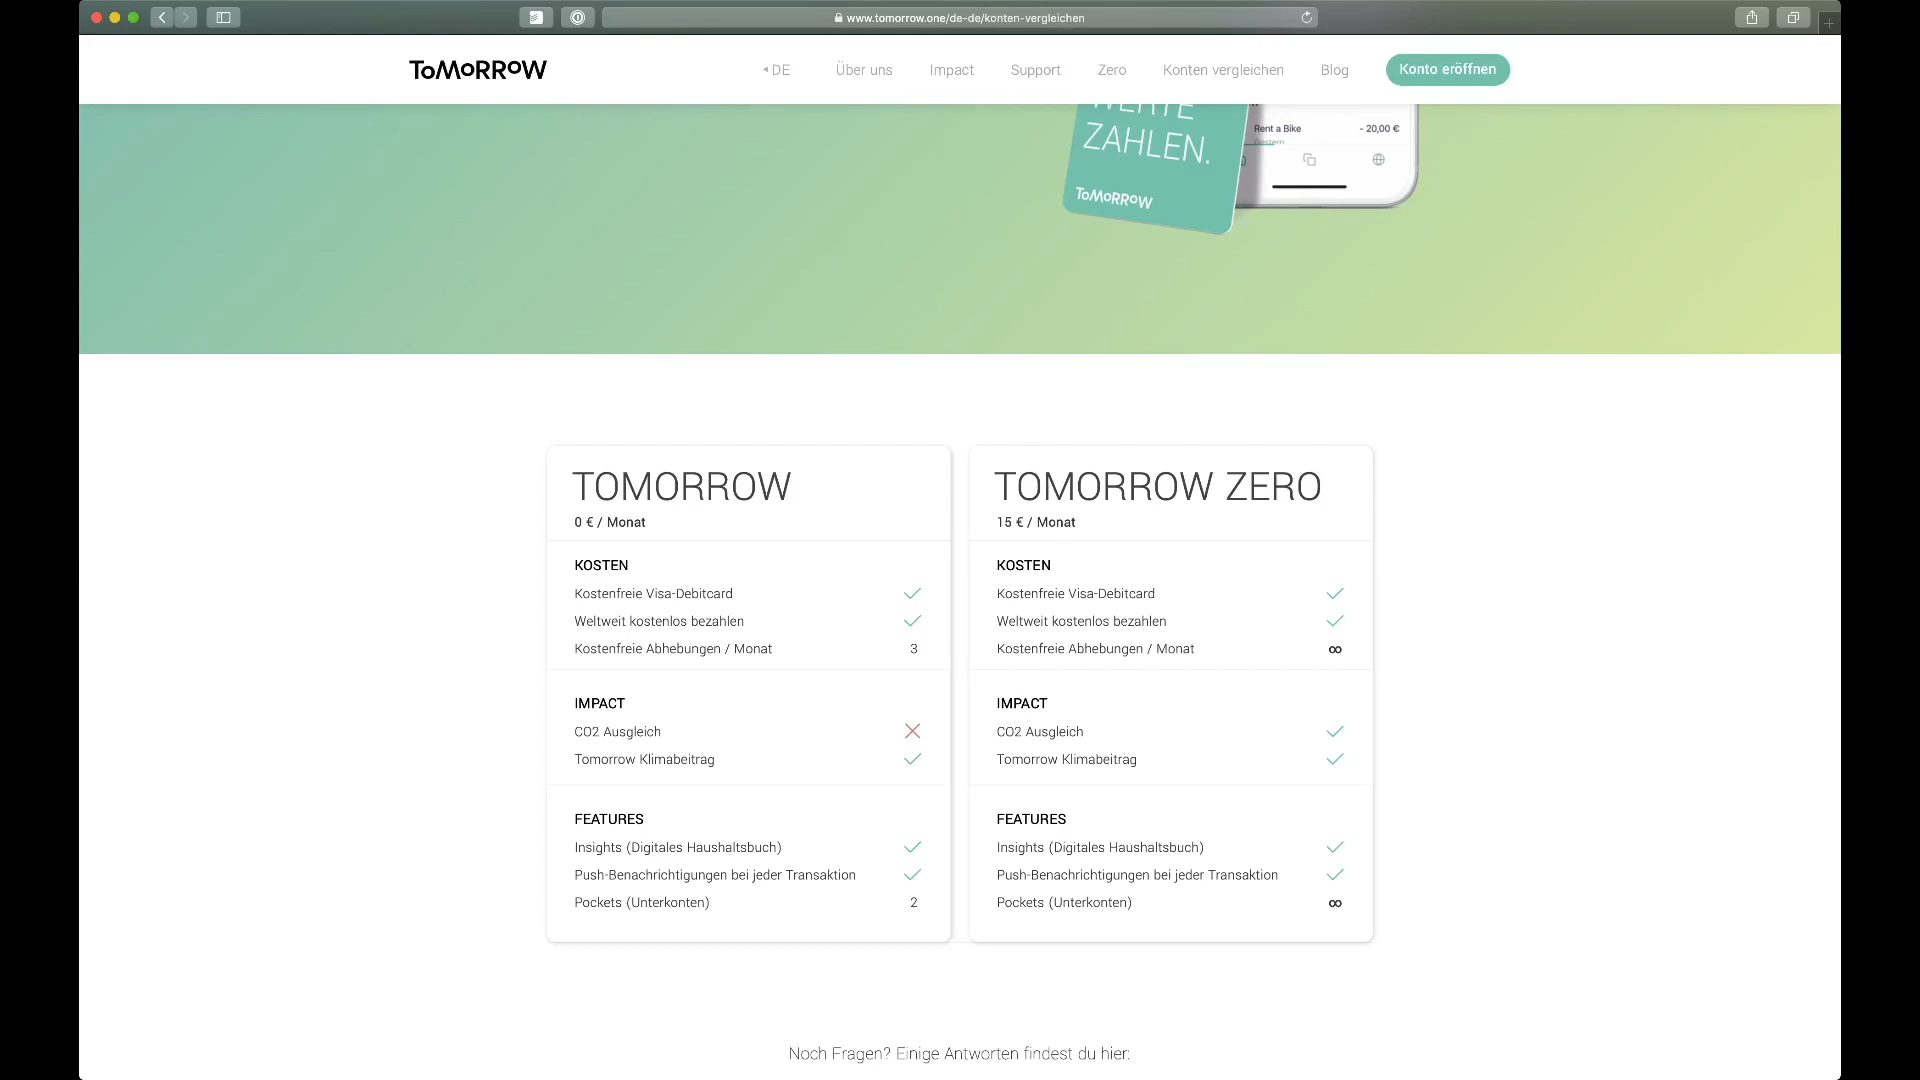 www.tomorrow.one/de-de/konten-vergleichen
ToMoRRoW
DE
Über uns
Impact
Support
Zero
Konten vergleichen
Blog
Konto eröffnen
ZAHLEN.
ToMoRRoW
Rent a Bike
- 20,00 €
Gestern
TOMORROW
0 € / Monat
KOSTEN
Kostenfreie Visa-Debitcard
Weltweit kostenlos bezahlen
Kostenfreie Abhebungen / Monat 3
IMPACT
CO2 Ausgleich
Tomorrow Klimabeitrag
FEATURES
Insights (Digitales Haushaltsbuch)
Push-Benachrichtigungen bei jeder Transaktion
Pockets (Unterkonten) 2
TOMORROW ZERO
15 € / Monat
KOSTEN
Kostenfreie Visa-Debitcard
Weltweit kostenlos bezahlen
Kostenfreie Abhebungen / Monat ∞
IMPACT
CO2 Ausgleich
Tomorrow Klimabeitrag
FEATURES
Insights (Digitales Haushaltsbuch)
Push-Benachrichtigungen bei jeder Transaktion
Pockets (Unterkonten) ∞
Noch Fragen? Einige Antworten findest du hier: